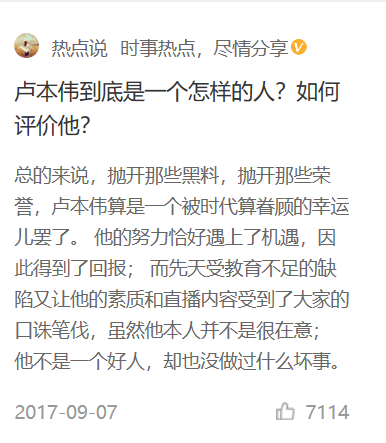 热点说 时事热点，尽情分享
卢本伟到底是一个怎样的人？如何
评价他？
总的来说，抛开那些黑料，抛开那些荣
誉，卢本伟算是一个被时代算眷顾的幸运
儿罢了。 他的努力恰好遇上了机遇，因
此得到了回报； 而先天受教育不足的缺
陷又让他的素质和直播内容受到了大家的
口诛笔伐，虽然他本人并不是很在意；
他不是一个好人，却也没做过什么坏事。
2017-09-07 7114